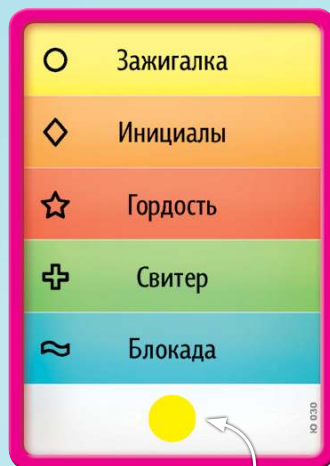 Зажигалка
Инициалы
Гордость
Свитер
Блокада
Ю 030